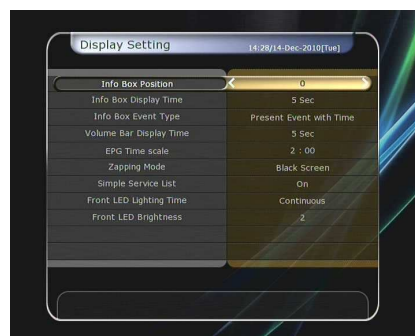 Display Setting 14:28/14-Dec-2010[Tue]
Info Box Position 0
Info Box Display Time 5 Sec
Info Box Event Type Present Event with Time
Volume Bar Display Time 5 Sec
EPG Time scale 2 : 00
Zapping Mode Black Screen
Simple Service List On
Front LED Lighting Time Continuous
Front LED Brightness 2